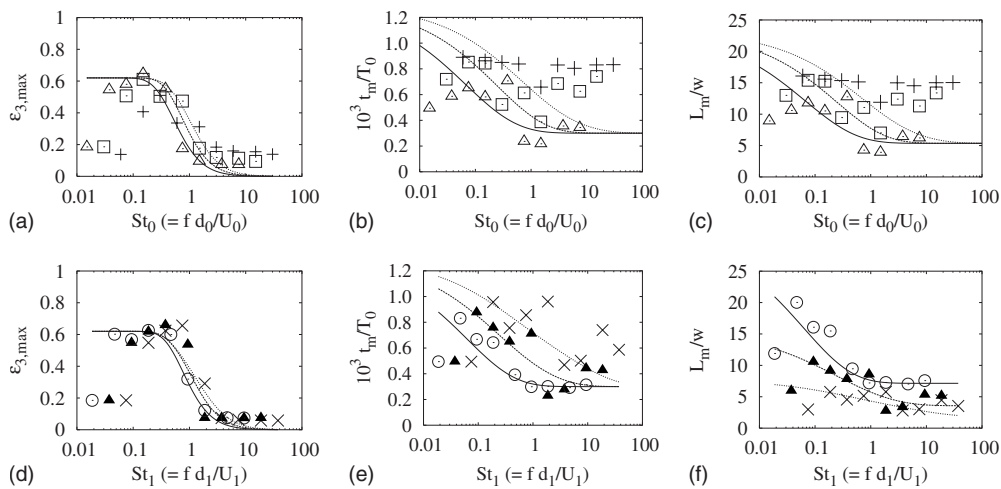 1
0.8
0.6
0.4
0.2
0
ε3,max
0.01 0.1 1 10 100
(a) St0 (= f d0/U0)
1.2
1.0
0.8
0.6
0.4
0.2
0
10³ tm/T0
0.01 0.1 1 10 100
(b) St0 (= f d0/U0)
25
20
15
10
5
0
Lm/w
0.01 0.1 1 10 100
(c) St0 (= f d0/U0)
1
0.8
0.6
0.4
0.2
0
ε3,max
0.01 0.1 1 10 100
(d) St1 (= f d1/U1)
1.2
1.0
0.8
0.6
0.4
0.2
0
10³ tm/T0
0.01 0.1 1 10 100
(e) St1 (= f d1/U1)
25
20
15
10
5
0
Lm/w
0.01 0.1 1 10 100
(f) St1 (= f d1/U1)